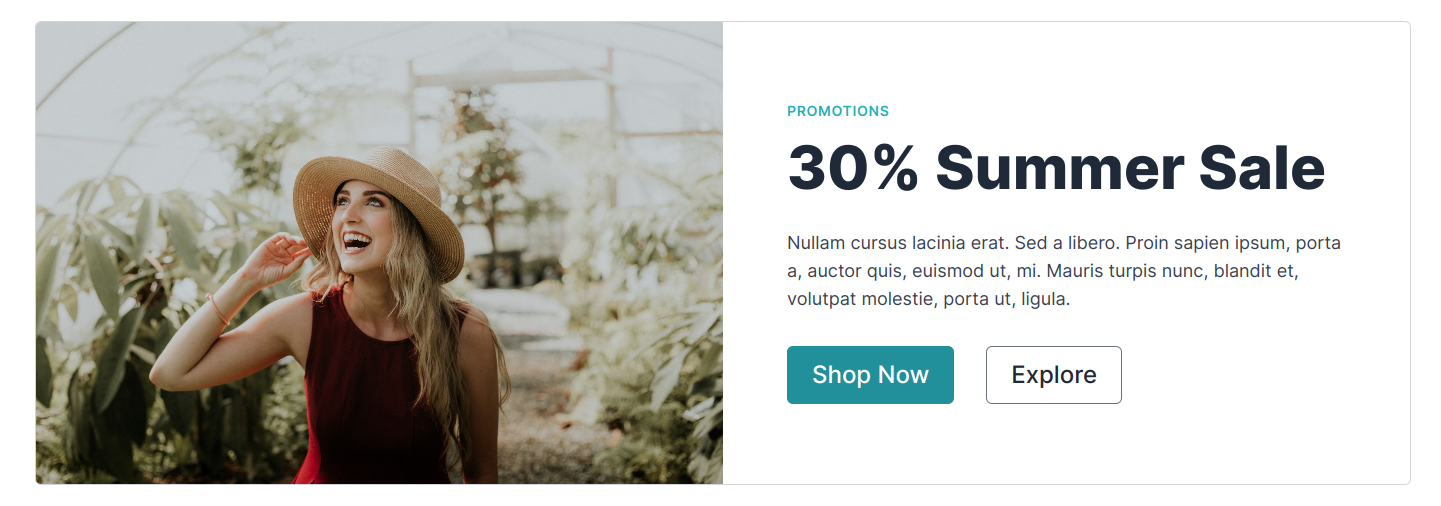 PROMOTIONS
30% Summer Sale
Nullam cursus lacinia erat. Sed a libero. Proin sapien ipsum, porta
a, auctor quis, euismod ut, mi. Mauris turpis nunc, blandit et,
volutpat molestie, porta ut, ligula.
Shop Now
Explore